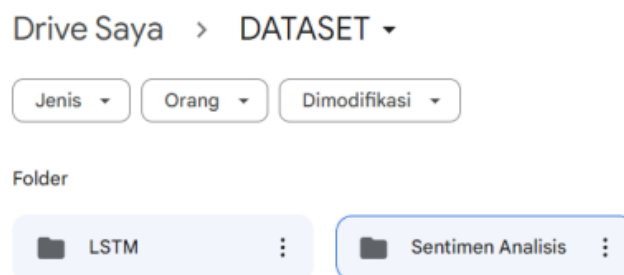 Drive Saya > DATASET
Jenis Orang Dimodifikasi
Folder
LSTM Sentimen Analisis